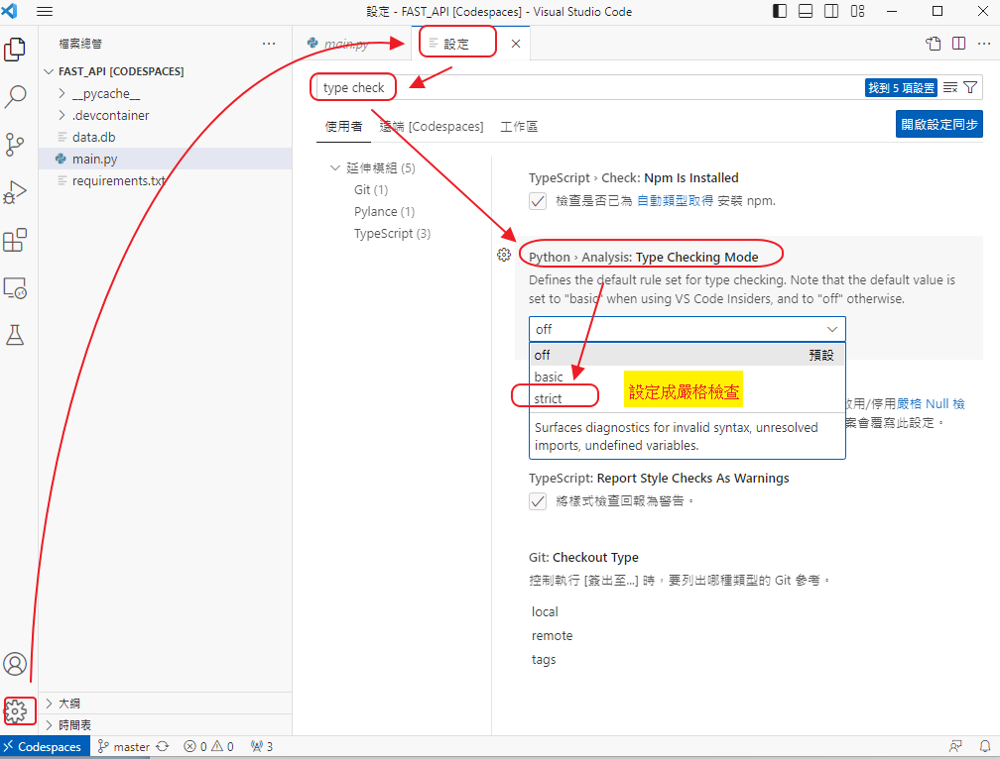 設定 - FAST_API [Codespaces] - Visual Studio Code
檔案總管
FAST_API [CODESPACES]
__pycache__
.devcontainer
data.db
main.py
requirements.txt
大綱
時間表
main.py
設定
type check
找到 5 項設置
使用者 遠端 [Codespaces] 工作區
開啟設定同步
延伸模組 (5)
Git (1)
Pylance (1)
TypeScript (3)
TypeScript › Check: Npm Is Installed
檢查是否已為 自動類型取得 安裝 npm.
Python › Analysis: Type Checking Mode
Defines the default rule set for type checking. Note that the default value is
set to "basic" when using VS Code Insiders, and to "off" otherwise.
off
off 預設
basic
strict
設定成嚴格檢查
Surfaces diagnostics for invalid syntax, unresolved
imports, undefined variables.
啟用/停用嚴格 Null 檢
案會覆寫此設定。
TypeScript: Report Style Checks As Warnings
將樣式檢查回報為警告。
Git: Checkout Type
控制執行 [簽出至...] 時，要列出哪種類型的 Git 參考。
local
remote
tags
Codespaces master 0 0 3